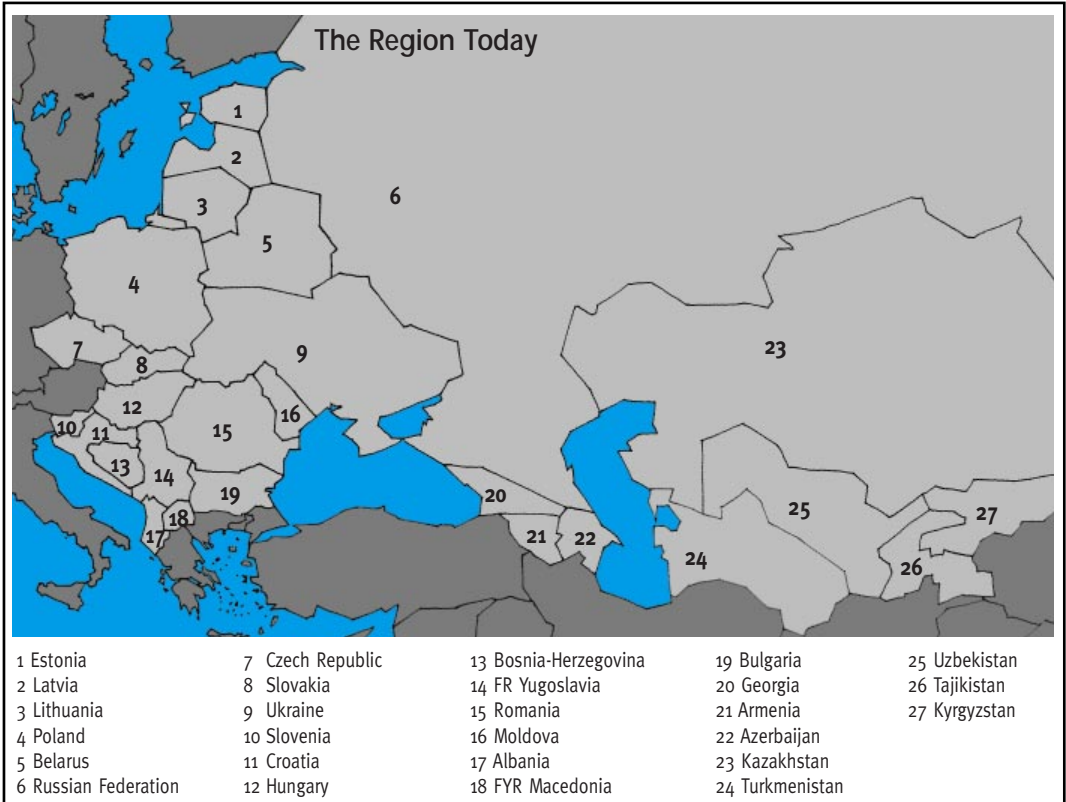 The Region Today
1
2
3
6
5
4
7
8
9
23
12
10
11
16
15
13
14
19
20
25
18
17
21
22
27
24
26
1 Estonia
2 Latvia
3 Lithuania
4 Poland
5 Belarus
6 Russian Federation
7 Czech Republic
8 Slovakia
9 Ukraine
10 Slovenia
11 Croatia
12 Hungary
13 Bosnia-Herzegovina
14 FR Yugoslavia
15 Romania
16 Moldova
17 Albania
18 FYR Macedonia
19 Bulgaria
20 Georgia
21 Armenia
22 Azerbaijan
23 Kazakhstan
24 Turkmenistan
25 Uzbekistan
26 Tajikistan
27 Kyrgyzstan